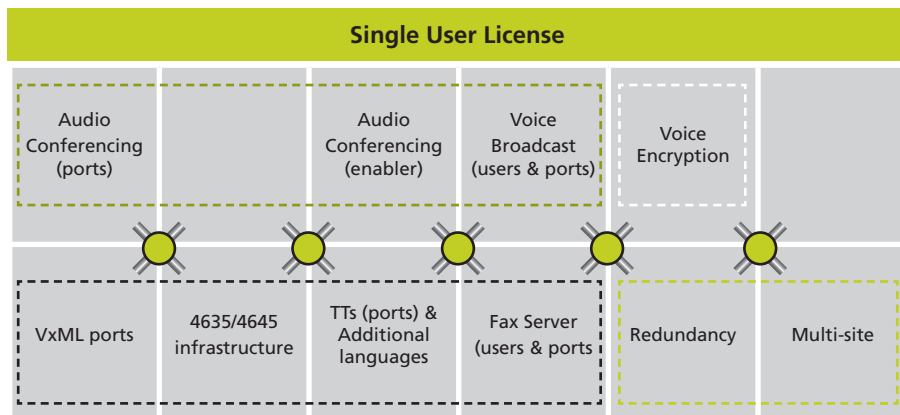 Single User License
Audio
Conferencing
(ports)
Audio
Conferencing
(enabler)
Voice
Broadcast
(users & ports)
Voice
Encryption
VxML ports
4635/4645
infrastructure
TTs (ports) &
Additional
languages
Fax Server
(users & ports
Redundancy
Multi-site